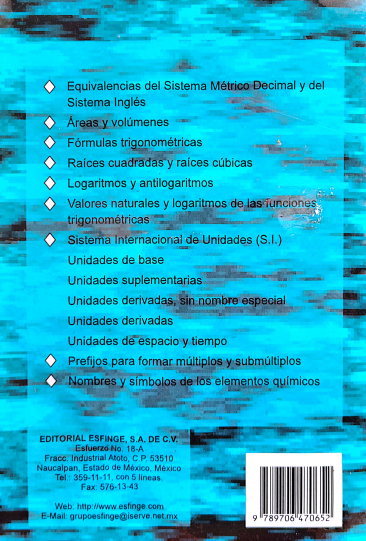 Equivalencias del Sistema Métrico Decimal y del
Sistema Inglés
Áreas y volúmenes
Fórmulas trigonométricas
Raíces cuadradas y raíces cúbicas
Logaritmos y antilogaritmos
Valores naturales y logaritmos de las funciones
trigonométricas
Sistema Internacional de Unidades (S.I.)
Unidades de base
Unidades suplementarias
Unidades derivadas, sin nombre especial
Unidades derivadas
Unidades de espacio y tiempo
Prefijos para formar múltiplos y submúltiplos
Nombres y símbolos de los elementos químicos
EDITORIAL ESFINGE, S.A. DE C.V.
Esfuerzo No. 18-A
Fracc. Industrial Atoto, C.P. 53510
Naucalpan, Estado de México, México
Tel.: 359-11-11, con 5 líneas.
Fax: 576-13-43
Web: http://www.esfinge.com
E-Mail: grupoesfinge@iserve.net.mx
9 789706 470652